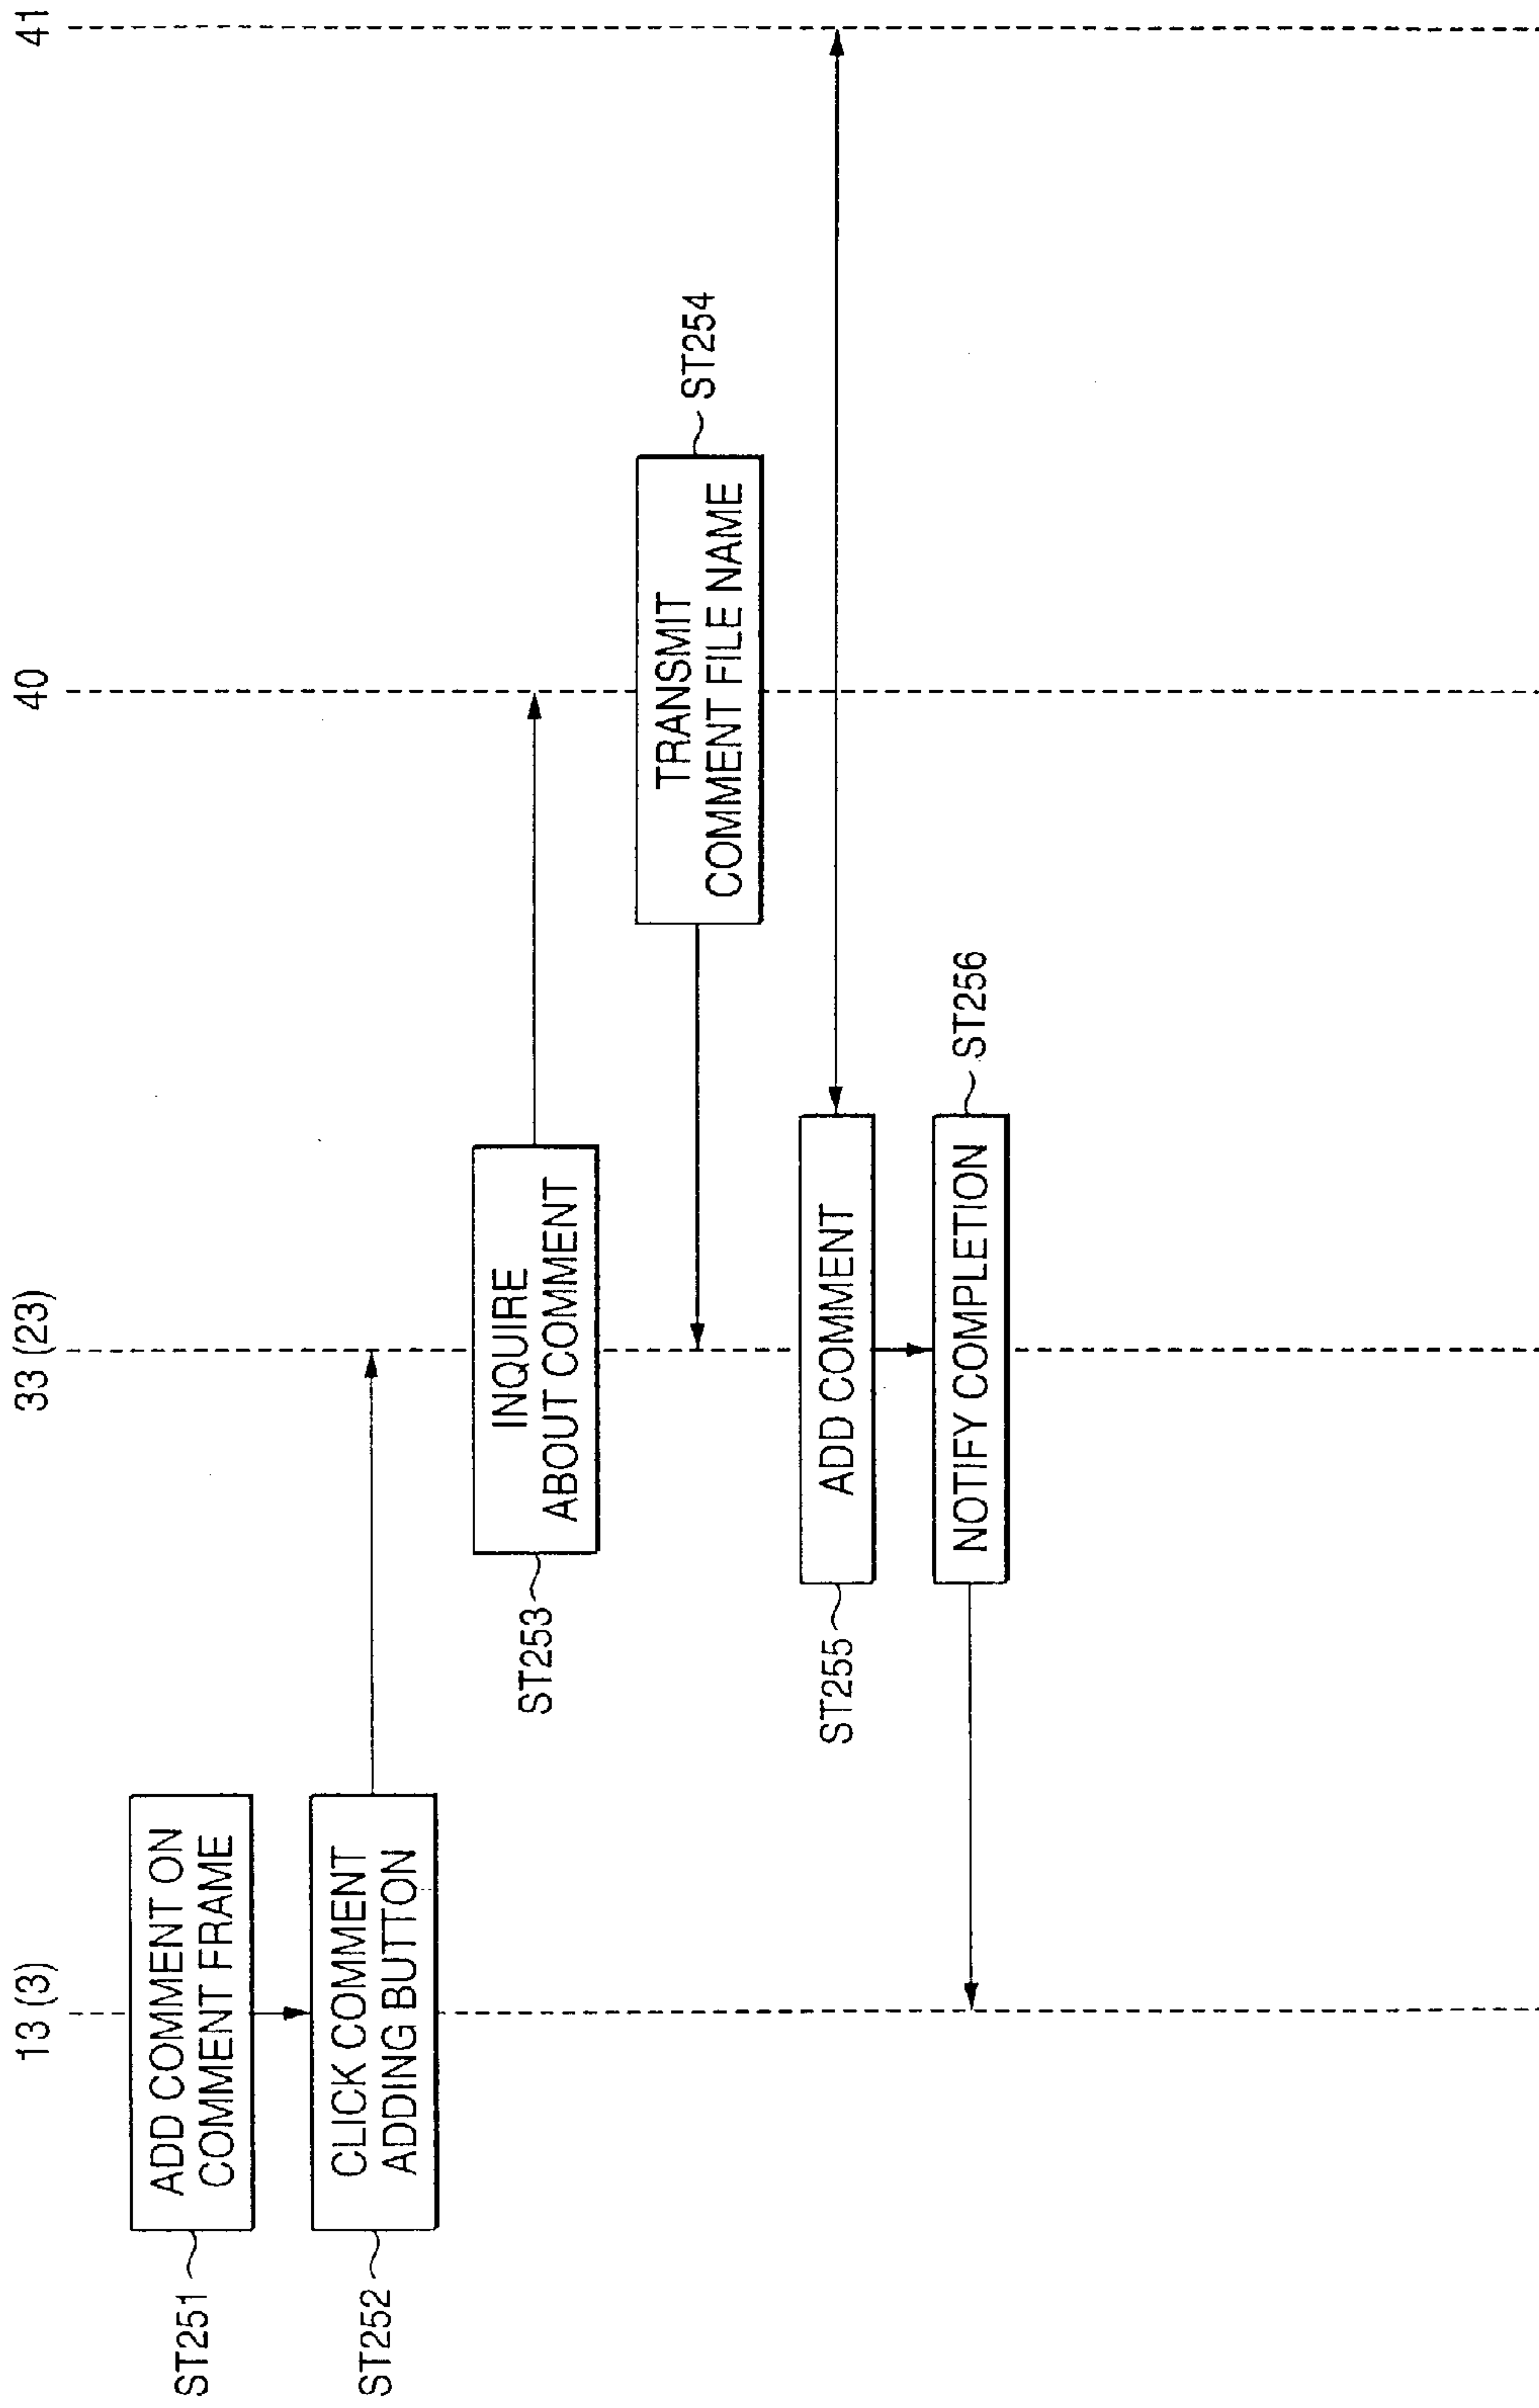 13 (3)
33 (23)
40
41
ST251
ADD COMMENT ON
COMMENT FRAME
ST252
CLICK COMMENT
ADDING BUTTON
ST253
INQUIRE
ABOUT COMMENT
TRANSMIT
COMMENT FILE NAME
ST254
ST255
ADD COMMENT
NOTIFY COMPLETION
ST256